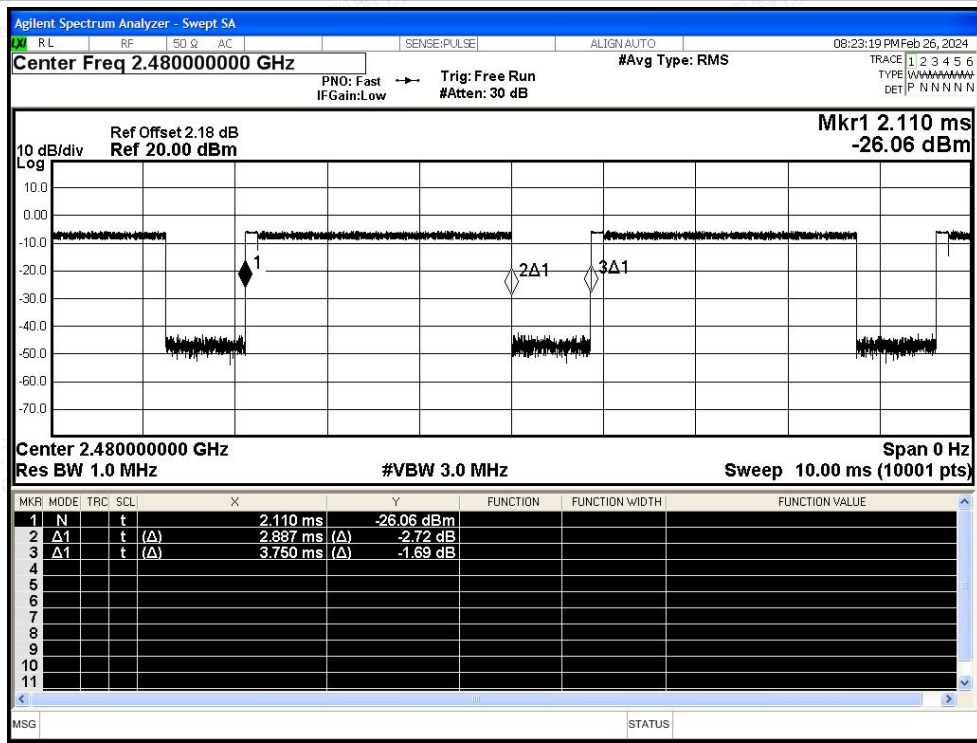 Agilent Spectrum Analyzer - Swept SA
LXI RL RF 50 Ω AC SENSE:PULSE ALIGN AUTO 08:23:19 PM Feb 26, 2024
Center Freq 2.480000000 GHz
#Avg Type: RMS
TRACE 1 2 3 4 5 6
PNO: Fast Trig: Free Run
TYPE
IFGain:Low #Atten: 30 dB
DET P N N N N N
Mkr1 2.110 ms
-26.06 dBm
Ref Offset 2.18 dB
10 dB/div Ref 20.00 dBm
Log
10.0
0.00
-10.0
1
-20.0
2Δ1
3Δ1
-30.0
-40.0
-50.0
-60.0
-70.0
Center 2.480000000 GHz Span 0 Hz
Res BW 1.0 MHz #VBW 3.0 MHz Sweep 10.00 ms (10001 pts)
MKR MODE TRC SCL X Y FUNCTION FUNCTION WIDTH FUNCTION VALUE
1 N t 2.110 ms -26.06 dBm
2 Δ1 t (Δ) 2.887 ms (Δ) -2.72 dB
3 Δ1 t (Δ) 3.750 ms (Δ) -1.69 dB
4
5
6
7
8
9
10
11
MSG STATUS